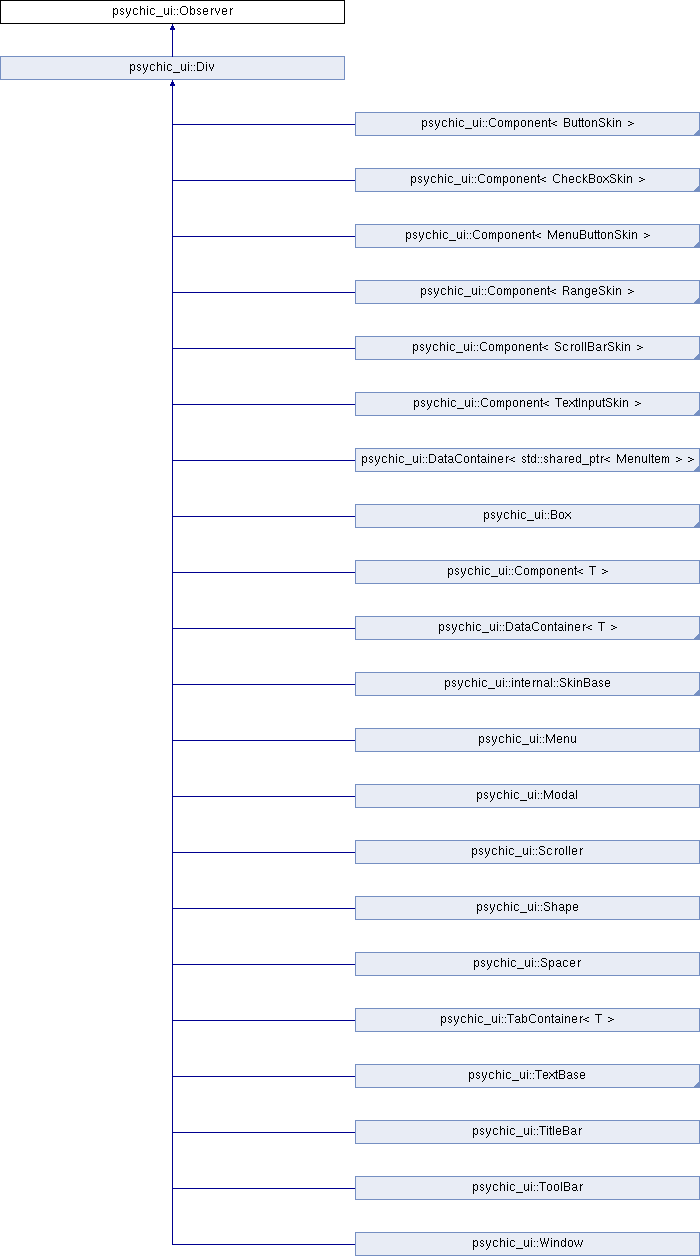 psychic_ui::Observer
psychic_ui::Div
psychic_ui::Component< ButtonSkin >
psychic_ui::Component< CheckBoxSkin >
psychic_ui::Component< MenuButtonSkin >
psychic_ui::Component< RangeSkin >
psychic_ui::Component< ScrollBarSkin >
psychic_ui::Component< TextInputSkin >
psychic_ui::DataContainer< std::shared_ptr< MenuItem > >
psychic_ui::Box
psychic_ui::Component< T >
psychic_ui::DataContainer< T >
psychic_ui::internal::SkinBase
psychic_ui::Menu
psychic_ui::Modal
psychic_ui::Scroller
psychic_ui::Shape
psychic_ui::Spacer
psychic_ui::TabContainer< T >
psychic_ui::TextBase
psychic_ui::TitleBar
psychic_ui::ToolBar
psychic_ui::Window